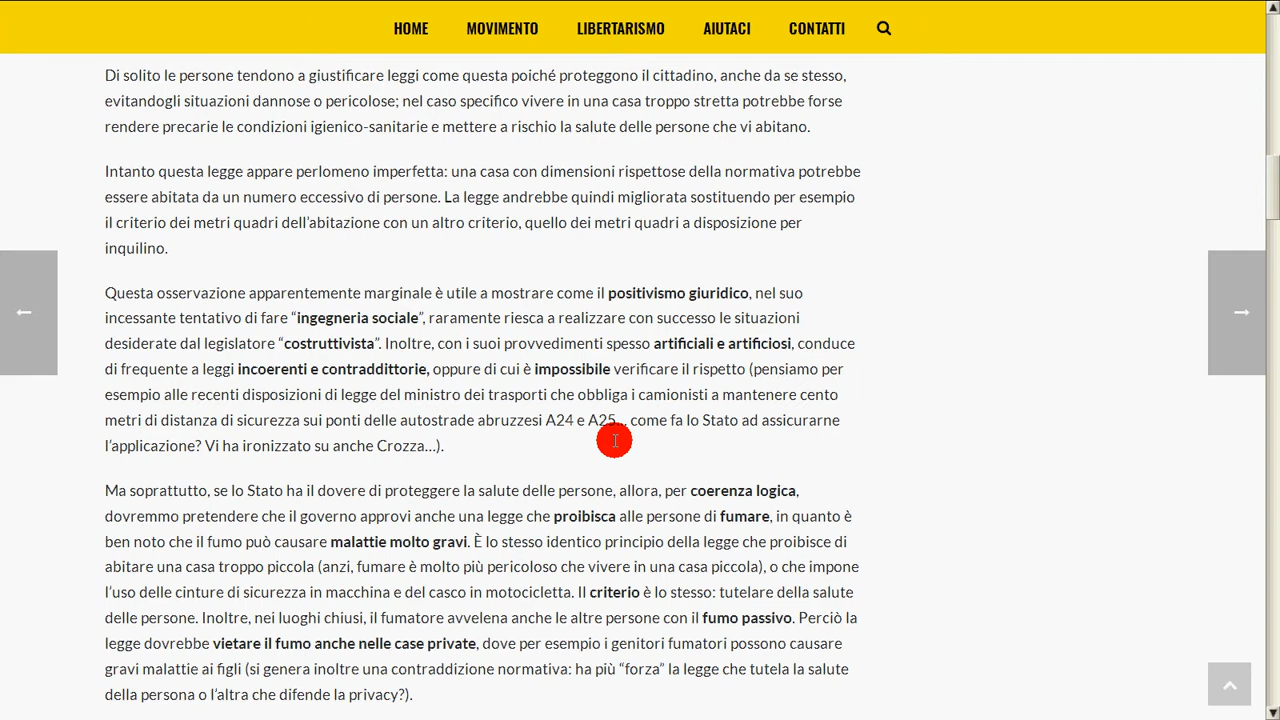 HOME MOVIMENTO LIBERTARISMO AIUTACI CONTATTI
Di solito le persone tendono a giustificare leggi come questa poiché proteggono il cittadino, anche da se stesso,
evitandogli situazioni dannose o pericolose; nel caso specifico vivere in una casa troppo stretta potrebbe forse
rendere precarie le condizioni igienico-sanitarie e mettere a rischio la salute delle persone che vi abitano.
Intanto questa legge appare perlomeno imperfetta: una casa con dimensioni rispettose della normativa potrebbe
essere abitata da un numero eccessivo di persone. La legge andrebbe quindi migliorata sostituendo per esempio
il criterio dei metri quadri dell’abitazione con un altro criterio, quello dei metri quadri a disposizione per
inquilino.
Questa osservazione apparentemente marginale è utile a mostrare come il positivismo giuridico, nel suo
incessante tentativo di fare “ingegneria sociale”, raramente riesca a realizzare con successo le situazioni
desiderate dal legislatore “costruttivista”. Inoltre, con i suoi provvedimenti spesso artificiali e artificiosi, conduce
di frequente a leggi incoerenti e contraddittorie, oppure di cui è impossibile verificare il rispetto (pensiamo per
esempio alle recenti disposizioni di legge del ministro dei trasporti che obbliga i camionisti a mantenere cento
metri di distanza di sicurezza sui ponti delle autostrade abruzzesi A24 e A25… come fa lo Stato ad assicurarne
l’applicazione? Vi ha ironizzato su anche Crozza…).
Ma soprattutto, se lo Stato ha il dovere di proteggere la salute delle persone, allora, per coerenza logica,
dovremmo pretendere che il governo approvi anche una legge che proibisca alle persone di fumare, in quanto è
ben noto che il fumo può causare malattie molto gravi. È lo stesso identico principio della legge che proibisce di
abitare una casa troppo piccola (anzi, fumare è molto più pericoloso che vivere in una casa piccola), o che impone
l’uso delle cinture di sicurezza in macchina e del casco in motocicletta. Il criterio è lo stesso: tutelare della salute
delle persone. Inoltre, nei luoghi chiusi, il fumatore avvelena anche le altre persone con il fumo passivo. Perciò la
legge dovrebbe vietare il fumo anche nelle case private, dove per esempio i genitori fumatori possono causare
gravi malattie ai figli (si genera inoltre una contraddizione normativa: ha più “forza” la legge che tutela la salute
della persona o l’altra che difende la privacy?).